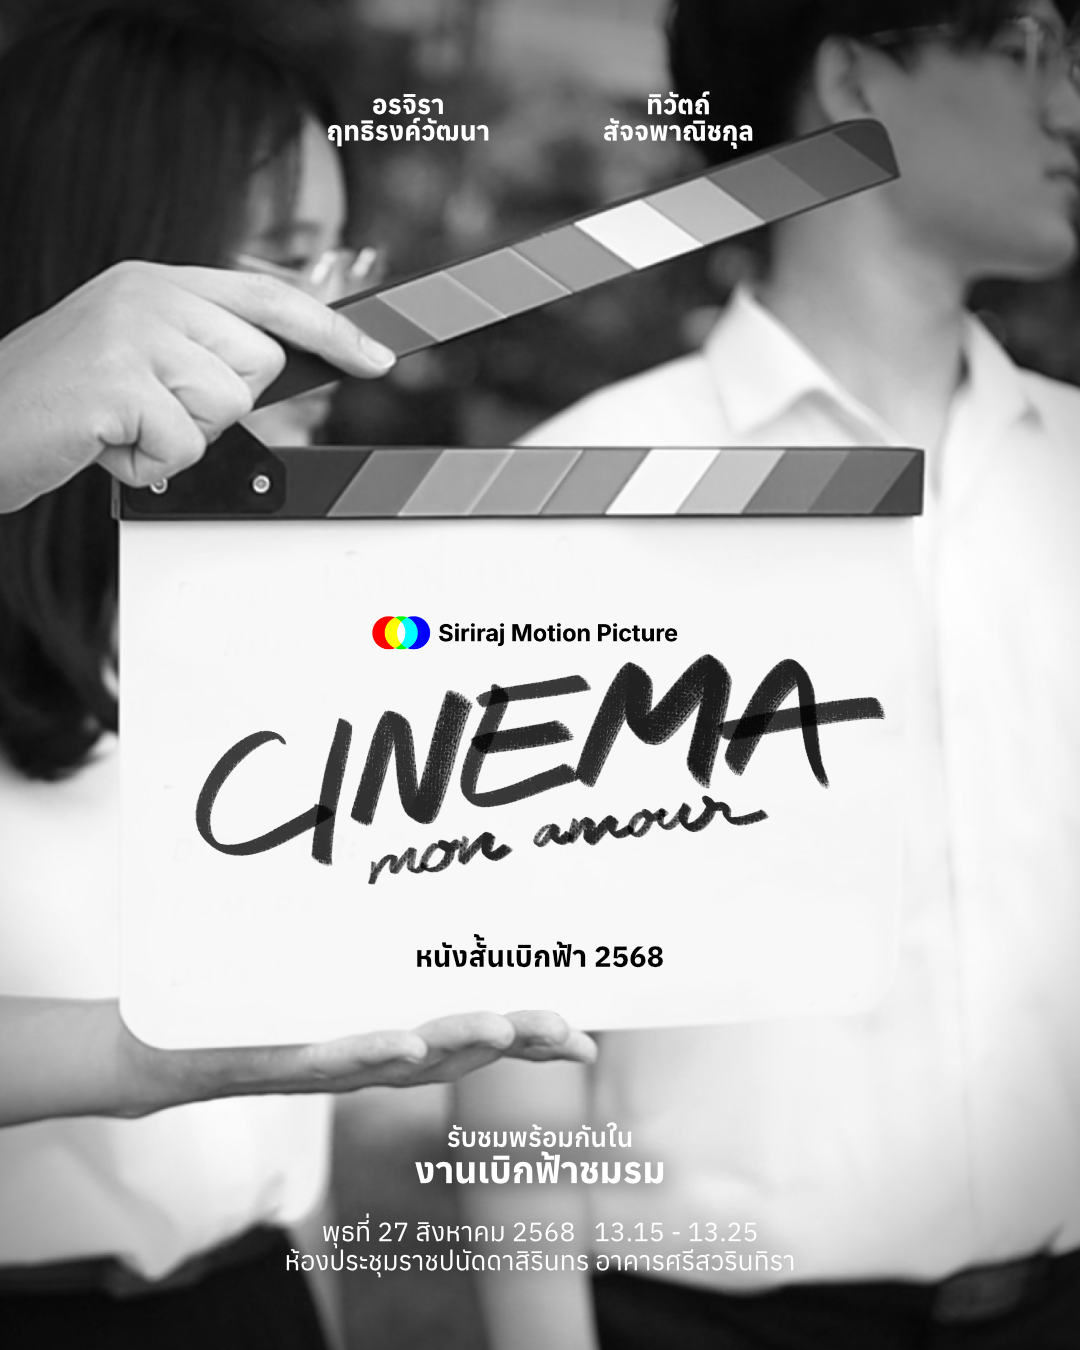 อรจิรา
ฤทธิรงค์วัฒนา
ทิวัตถ์
สัจจพาณิชกุล
Siriraj Motion Picture
CINEMA
mon amour
หนังสั้นเบิกฟ้า 2568
รับชมพร้อมกันใน
งานเบิกฟ้าชมรม
พุธที่ 27 สิงหาคม 2568 13.15 - 13.25
ห้องประชุมราชปนัดดาสิรินทร อาคารศรีสวรินทิรา